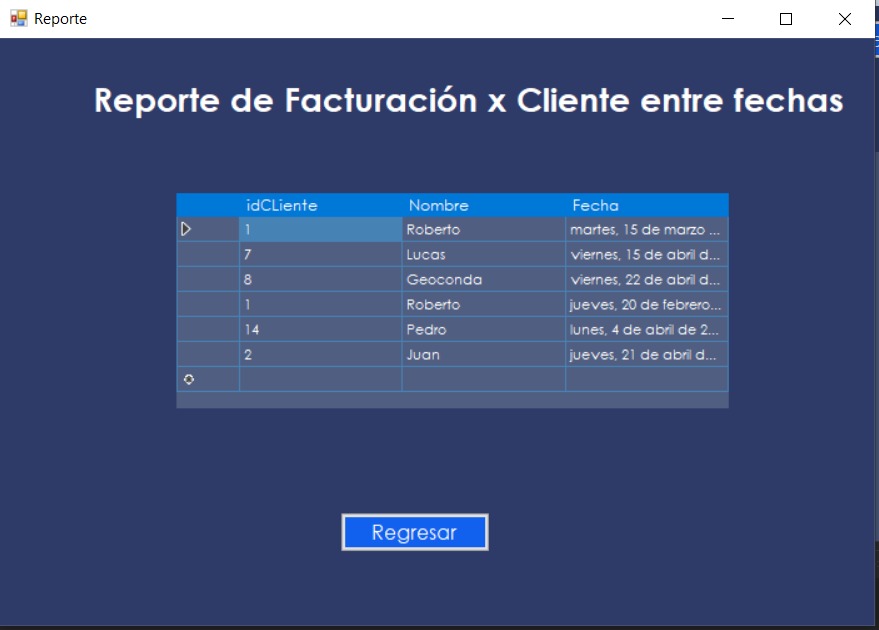 Reporte
Reporte de Facturación x Cliente entre fechas
idCLiente Nombre Fecha
1 Roberto martes, 15 de marzo ...
7 Lucas viernes, 15 de abril d...
8 Geoconda viernes, 22 de abril d...
1 Roberto jueves, 20 de febrero...
14 Pedro lunes, 4 de abril de 2...
2 Juan jueves, 21 de abril d...
Regresar